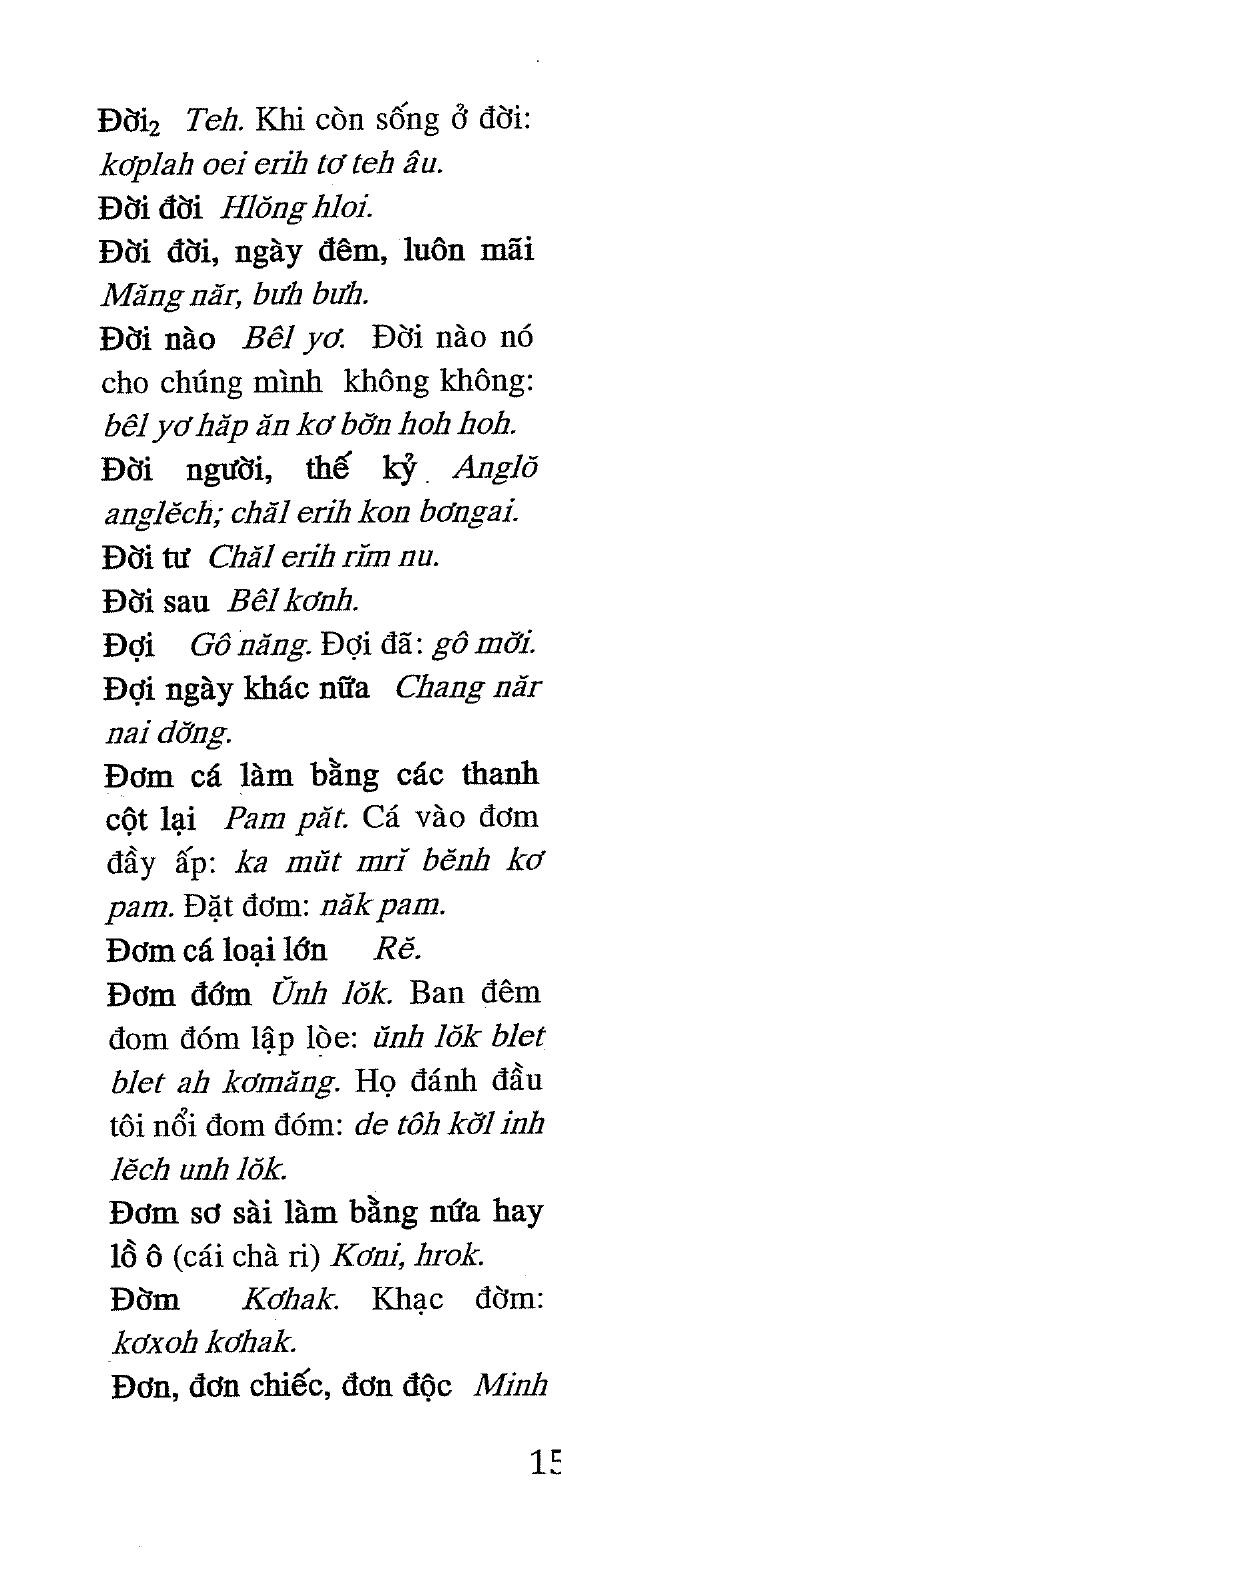 Đời₂ Teh. Khi còn sống ở đời:
kơplah oei erih tơ teh âu.
Đời đời Hlŏng hloi.
Đời đời, ngày đêm, luôn mãi
Măng năr, bưh bưh.
Đời nào Bêl yơ. Đời nào nó
cho chúng mình không không:
bêl yơ hăp ăn kơ bơ̆n hoh hoh.
Đời người, thế kỷ Anglŏ
anglĕch; chăl erih kon bơngai.
Đời tư Chăl erih rĭm nu.
Đời sau Bêl kơnh.
Đợi Gô năng. Đợi đã: gô mơ̆i.
Đợi ngày khác nữa Chang năr
nai dơ̆ng.
Đơm cá làm bằng các thanh
cột lại Pam păt. Cá vào đơm
đầy ấp: ka mŭt mrĭ bĕnh kơ
pam. Đặt đơm: năk pam.
Đơm cá loại lớn Rĕ.
Đơm đớm Ŭnh lŏk. Ban đêm
đom đóm lập lòe: ŭnh lŏk blet
blet ah kơmăng. Họ đánh đầu
tôi nổi đom đóm: de tôh kơ̆l inh
lĕch unh lŏk.
Đơm sơ sài làm bằng nứa hay
lồ ô (cái chà ri) Kơni, hrok.
Đờm Kơhak. Khạc đờm:
kơxoh kơhak.
Đơn, đơn chiếc, đơn độc Minh